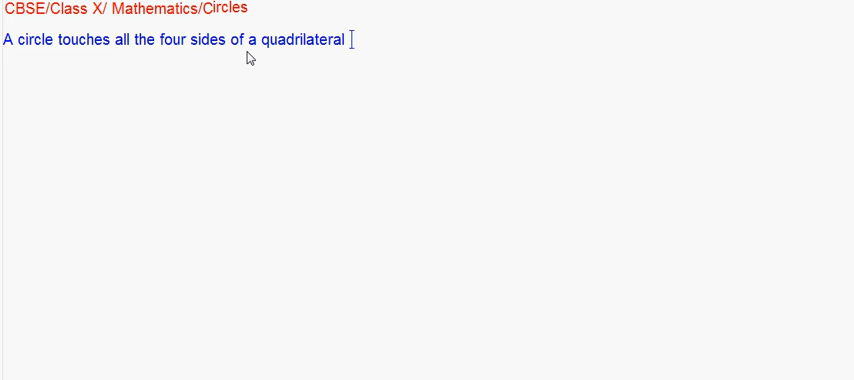 CBSE/Class X/ Mathematics/Circles
A circle touches all the four sides of a quadrilateral